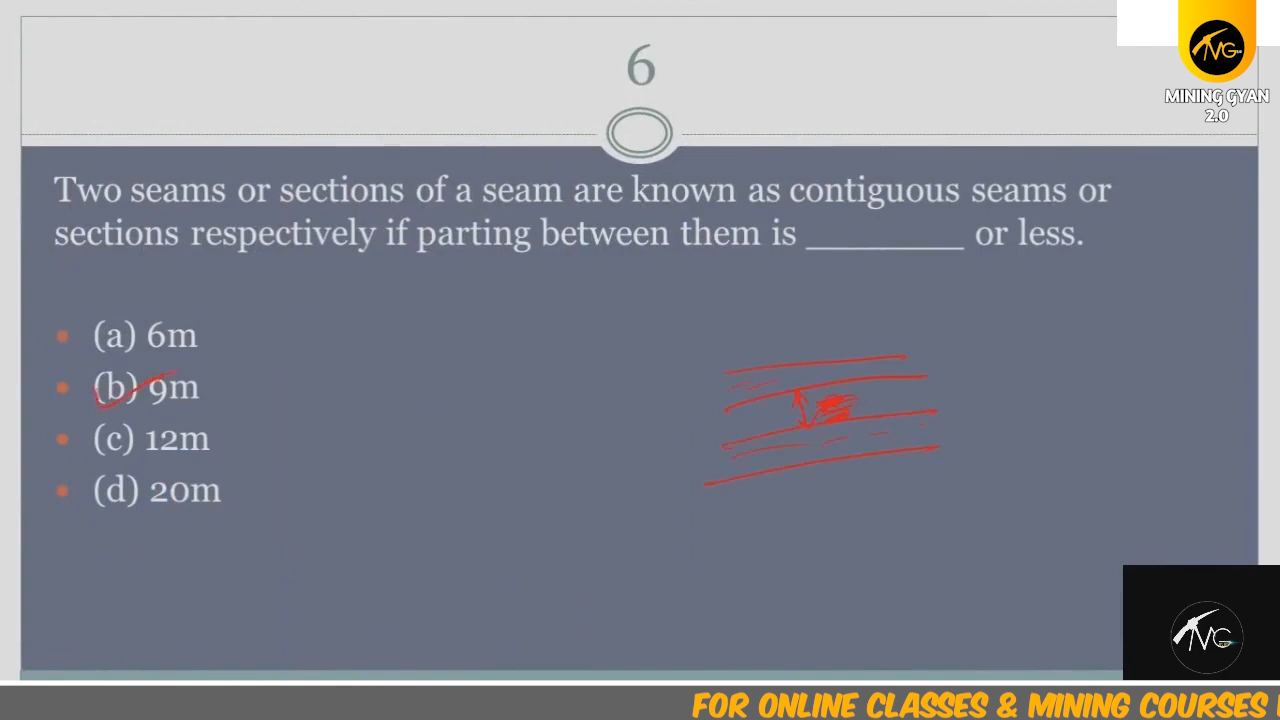 6
MINING GYAN
2.0
Two seams or sections of a seam are known as contiguous seams or
sections respectively if parting between them is ________ or less.
(a) 6m
(b) 9m
(c) 12m
(d) 20m
FOR ONLINE CLASSES & MINING COURSES